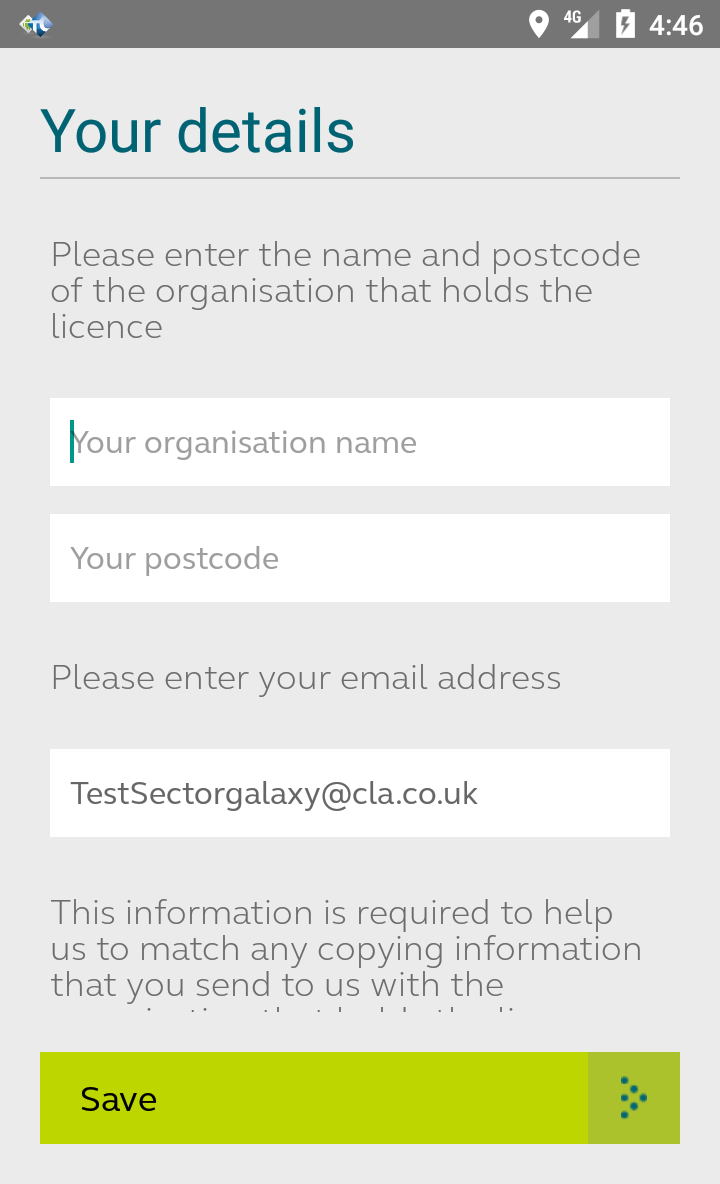 4G 4:46
Your details
Please enter the name and postcode
of the organisation that holds the
licence
Your organisation name
Your postcode
Please enter your email address
TestSectorgalaxy@cla.co.uk
This information is required to help
us to match any copying information
that you send to us with the
Save